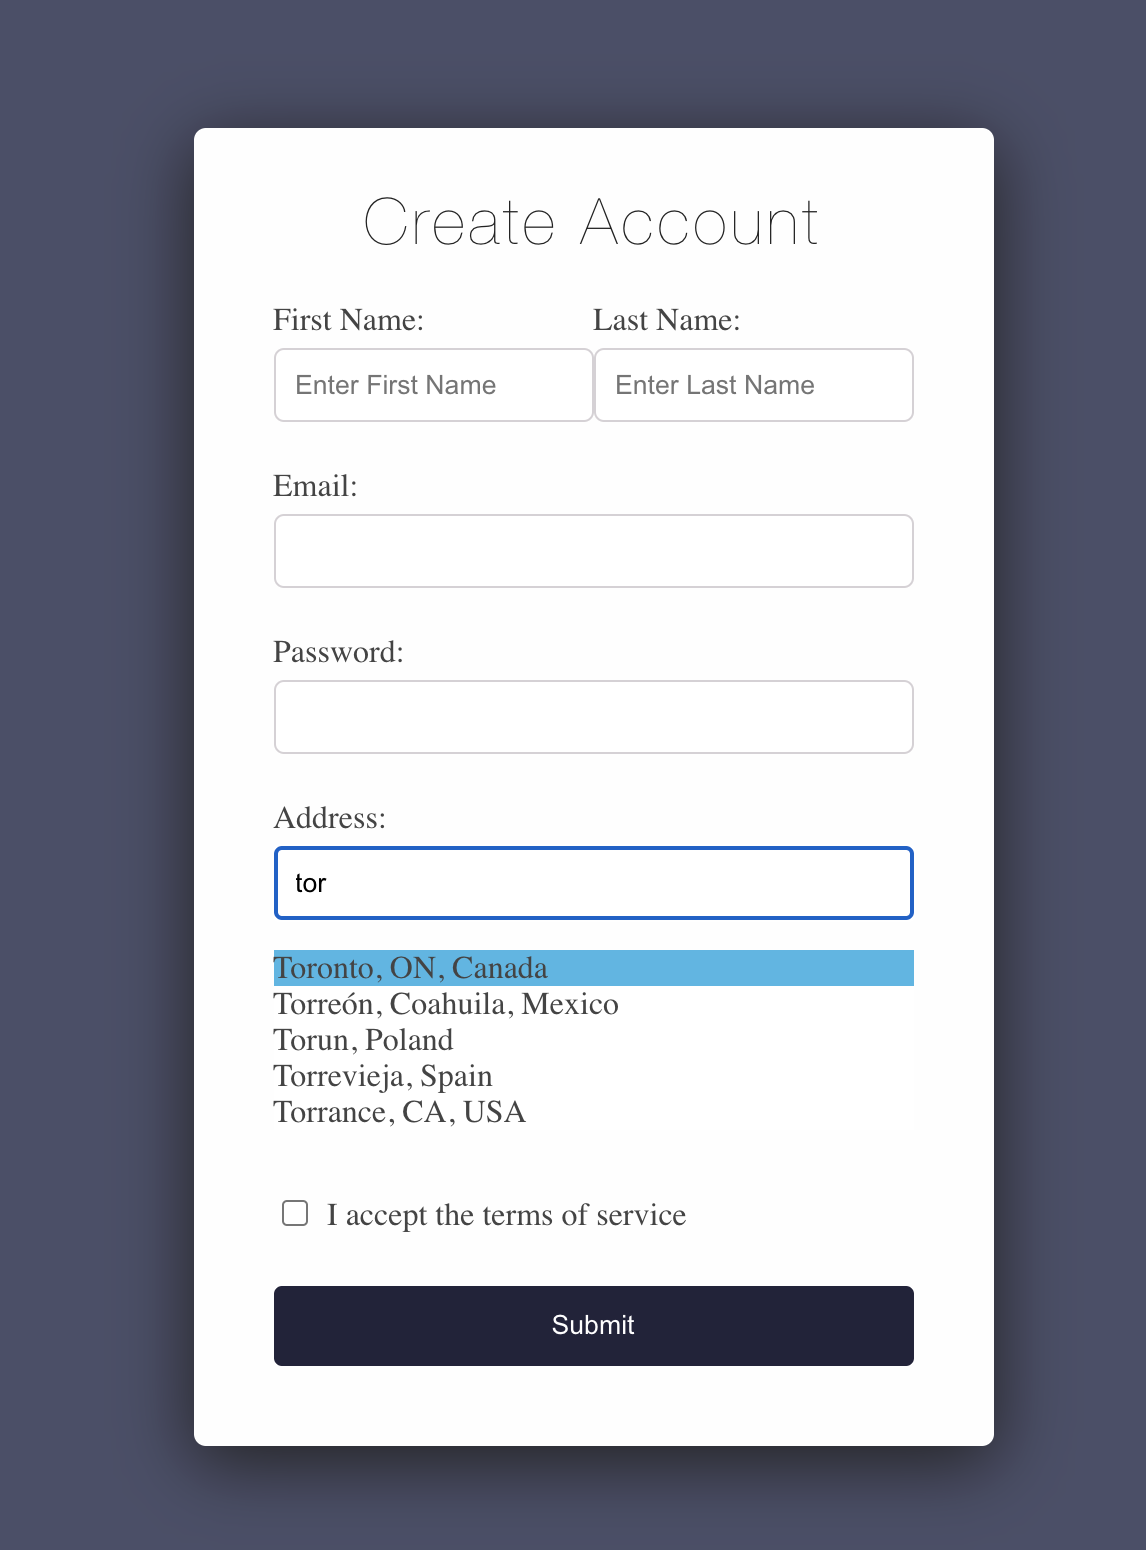 Create Account
First Name: Last Name:
Enter First Name Enter Last Name
Email:
Password:
Address:
tor
Toronto, ON, Canada
Torreón, Coahuila, Mexico
Torun, Poland
Torrevieja, Spain
Torrance, CA, USA
I accept the terms of service
Submit